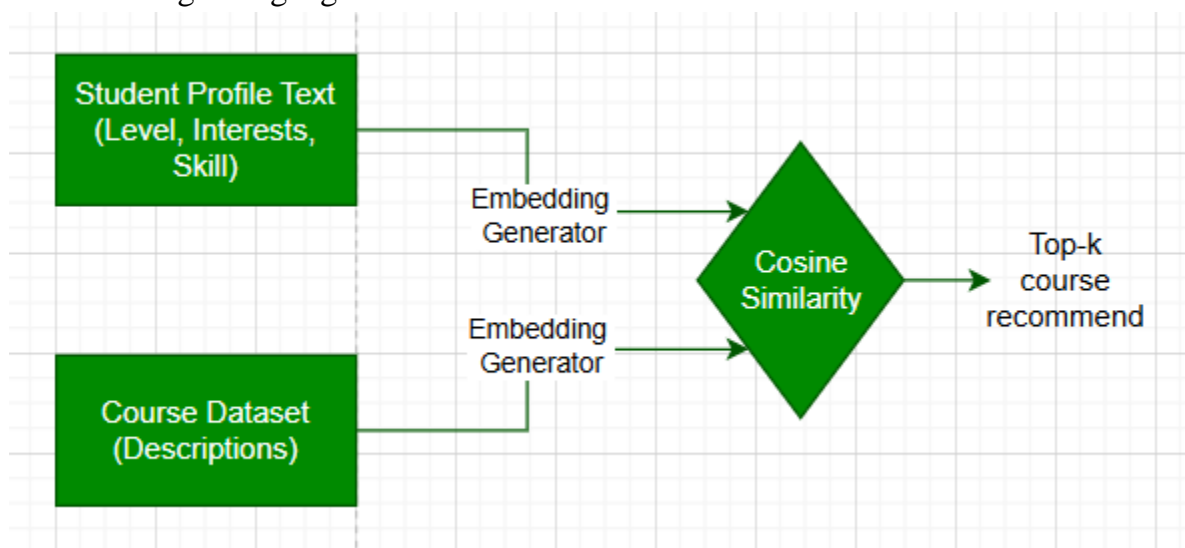 Student Profile Text
(Level, Interests,
Skill)
Embedding
Generator
Cosine
Similarity
Top-k
course
recommend
Embedding
Generator
Course Dataset
(Descriptions)